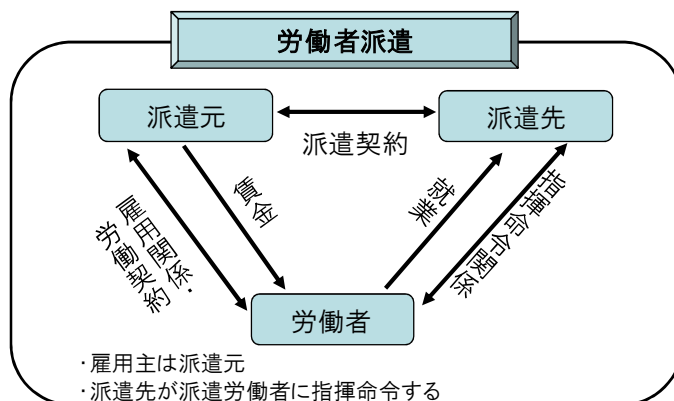 労働者派遣
派遣元
派遣先
派遣契約
雇用関係・
労働契約
賃金
就業
指揮命令関係
労働者
・雇用主は派遣元
・派遣先が派遣労働者に指揮命令する